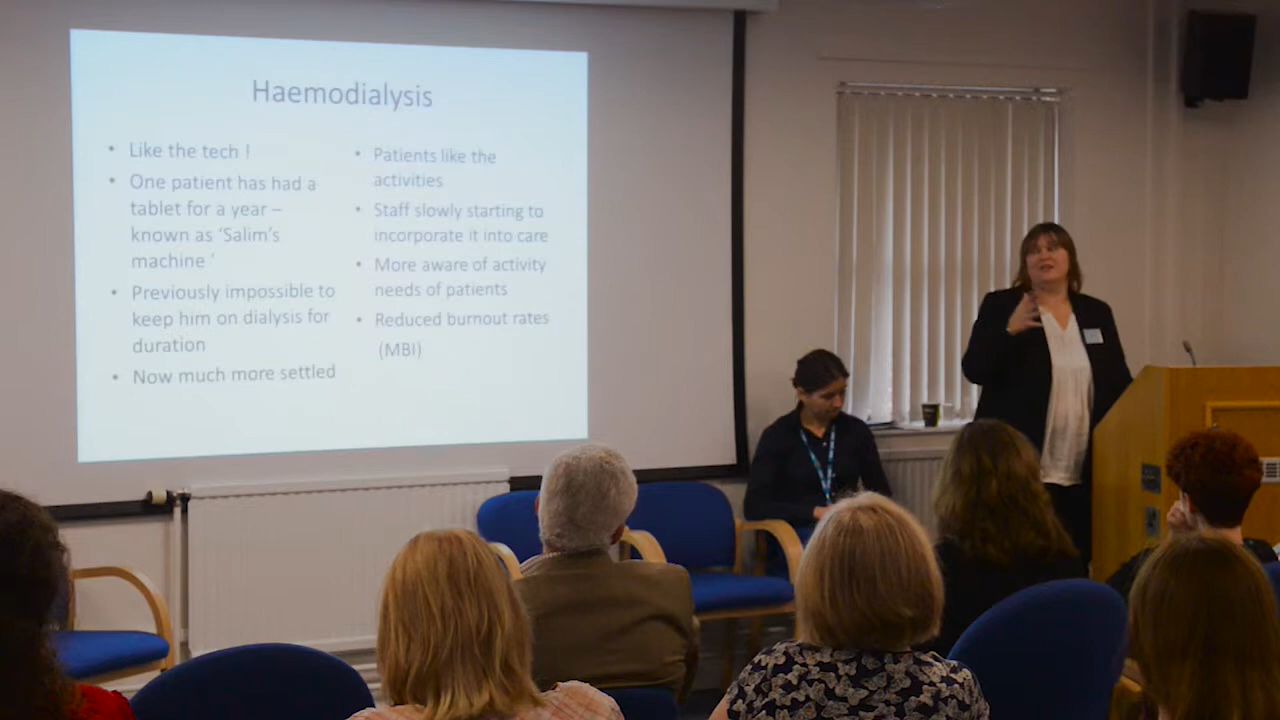 Haemodialysis
• Like the tech !
• One patient has had a
tablet for a year –
known as ‘Salim’s
machine ‘
• Previously impossible to
keep him on dialysis for
duration
• Now much more settled
• Patients like the
activities
• Staff slowly starting to
incorporate it into care
• More aware of activity
needs of patients
• Reduced burnout rates
(MBI)